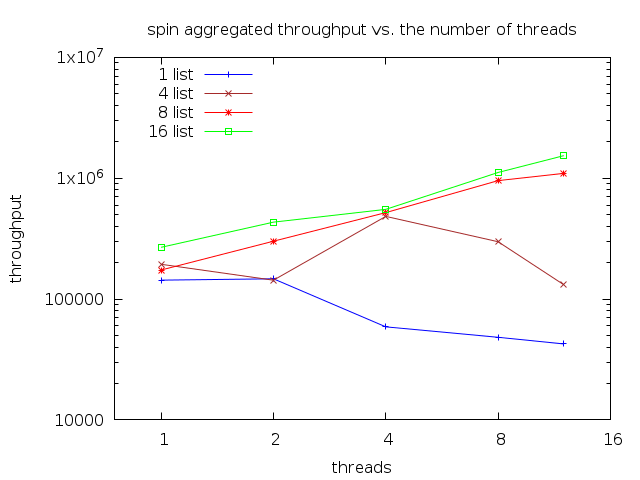 spin aggregated throughput vs. the number of threads
1x10^7
1 list
4 list
8 list
16 list
1x10^6
throughput
100000
10000
1 2 4 8 16
threads